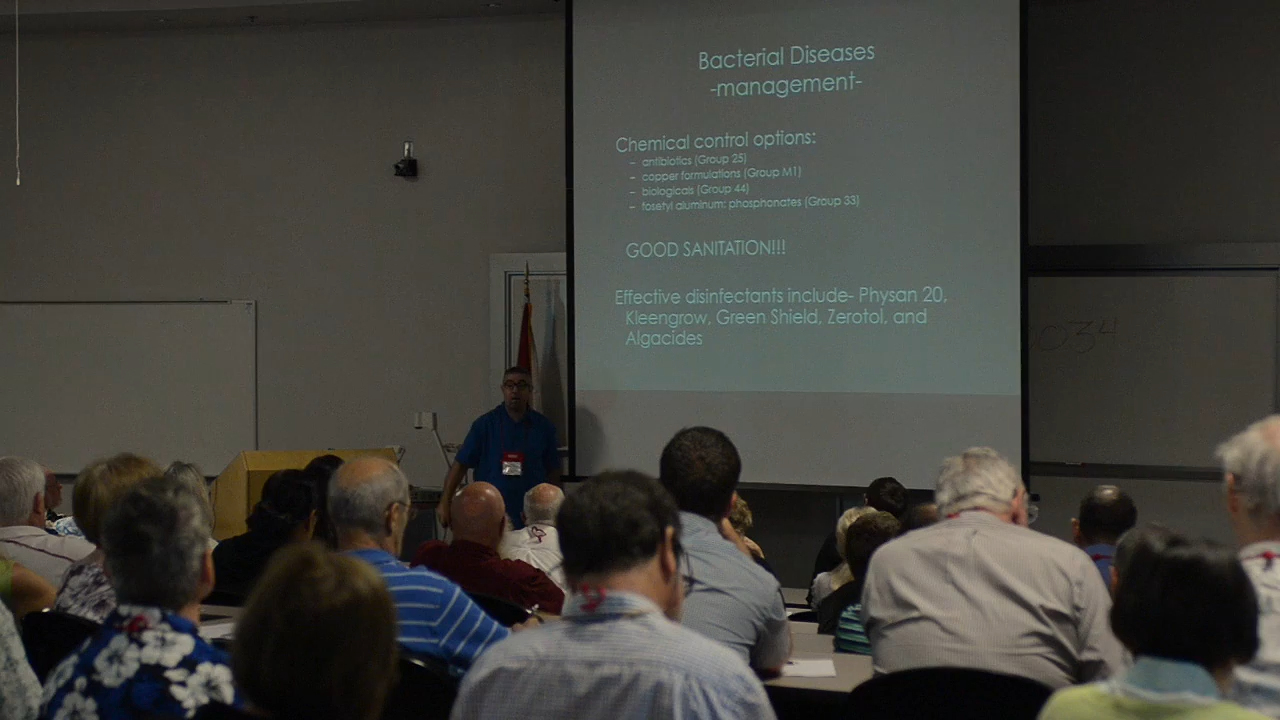 Bacterial Diseases
-management-
Chemical control options:
– antibiotics (Group 25)
– copper formulations (Group M1)
– biologicals (Group 44)
– fosetyl aluminum: phosphonates (Group 33)
GOOD SANITATION!!!
Effective disinfectants include- Physan 20,
Kleengrow, Green Shield, Zerotol, and
Algacides
0034